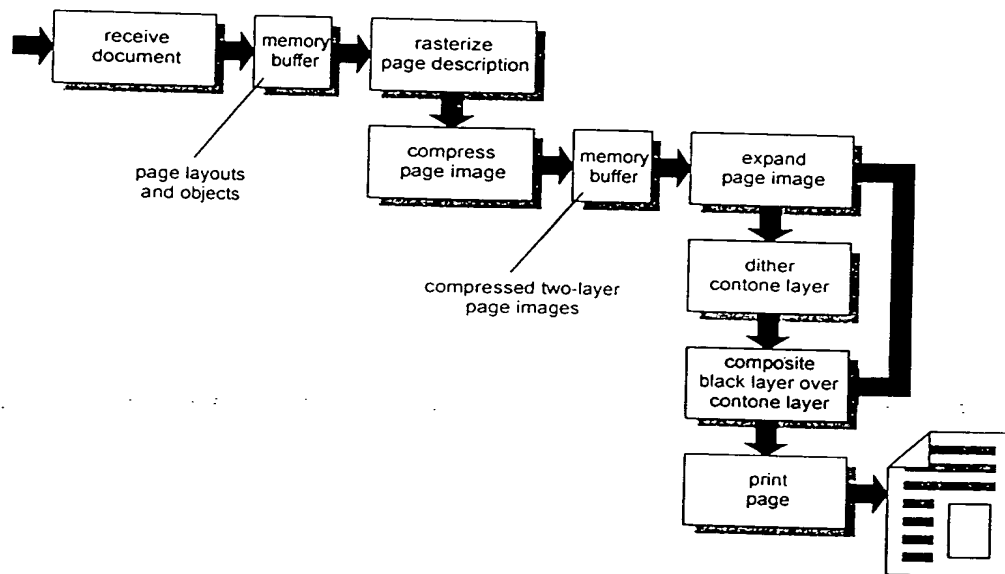 receive
document
memory
buffer
rasterize
page description
page layouts
and objects
compress
page image
memory
buffer
expand
page image
compressed two-layer
page images
dither
contone layer
composite
black layer over
contone layer
print
page